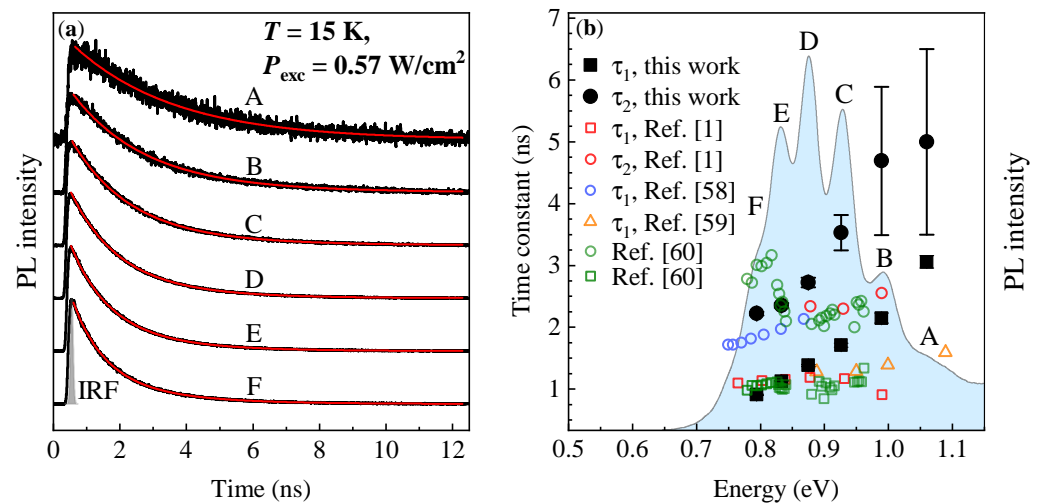 (a)
T = 15 K,
P_exc = 0.57 W/cm²
A
B
C
D
E
F
IRF
PL intensity
0 2 4 6 8 10 12
Time (ns)
(b)
τ₁, this work
τ₂, this work
τ₁, Ref. [1]
τ₂, Ref. [1]
τ₁, Ref. [58]
τ₁, Ref. [59]
Ref. [60]
Ref. [60]
D
C
E
F
B
A
7
6
5
4
3
2
1
Time constant (ns)
PL intensity
0.5 0.6 0.7 0.8 0.9 1.0 1.1
Energy (eV)